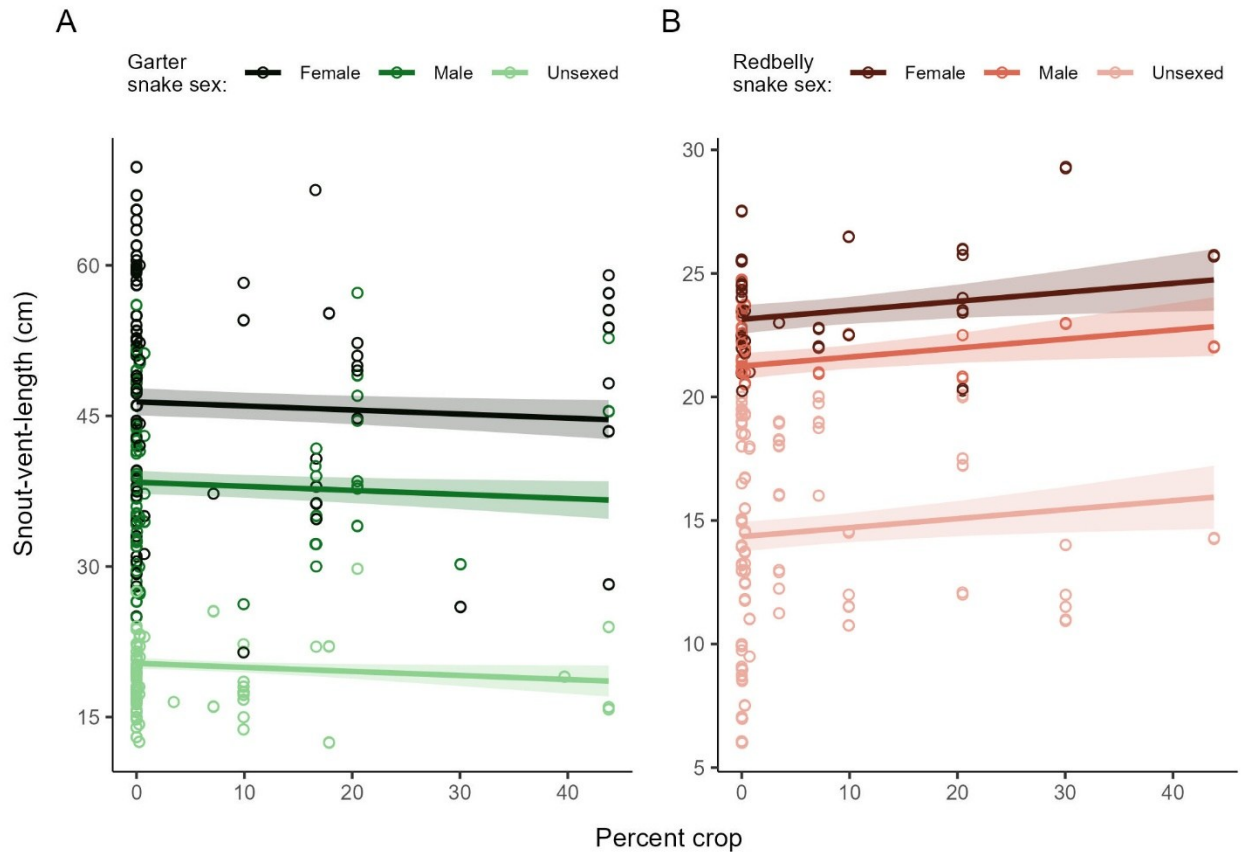 A
Garter
snake sex:
Female
Male
Unsexed
B
Redbelly
snake sex:
Female
Male
Unsexed
Snout-vent-length (cm)
60
45
30
15
0
10
20
30
40
30
25
20
15
10
5
0
10
20
30
40
Percent crop